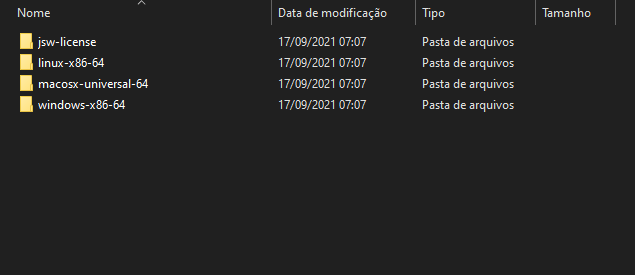 Nome Data de modificação Tipo Tamanho
jsw-license 17/09/2021 07:07 Pasta de arquivos
linux-x86-64 17/09/2021 07:07 Pasta de arquivos
macosx-universal-64 17/09/2021 07:07 Pasta de arquivos
windows-x86-64 17/09/2021 07:07 Pasta de arquivos